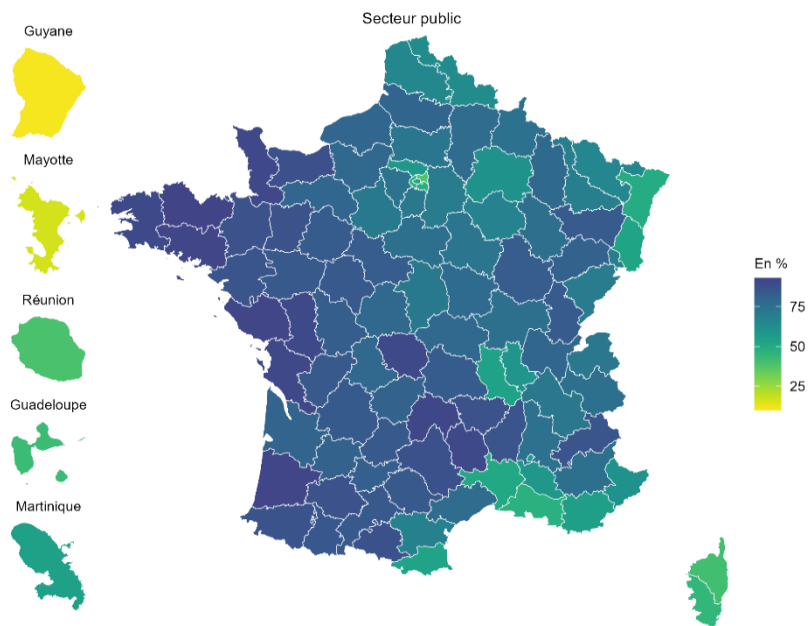 Secteur public
Guyane
Mayotte
Réunion
Guadeloupe
Martinique
En %
75
50
25